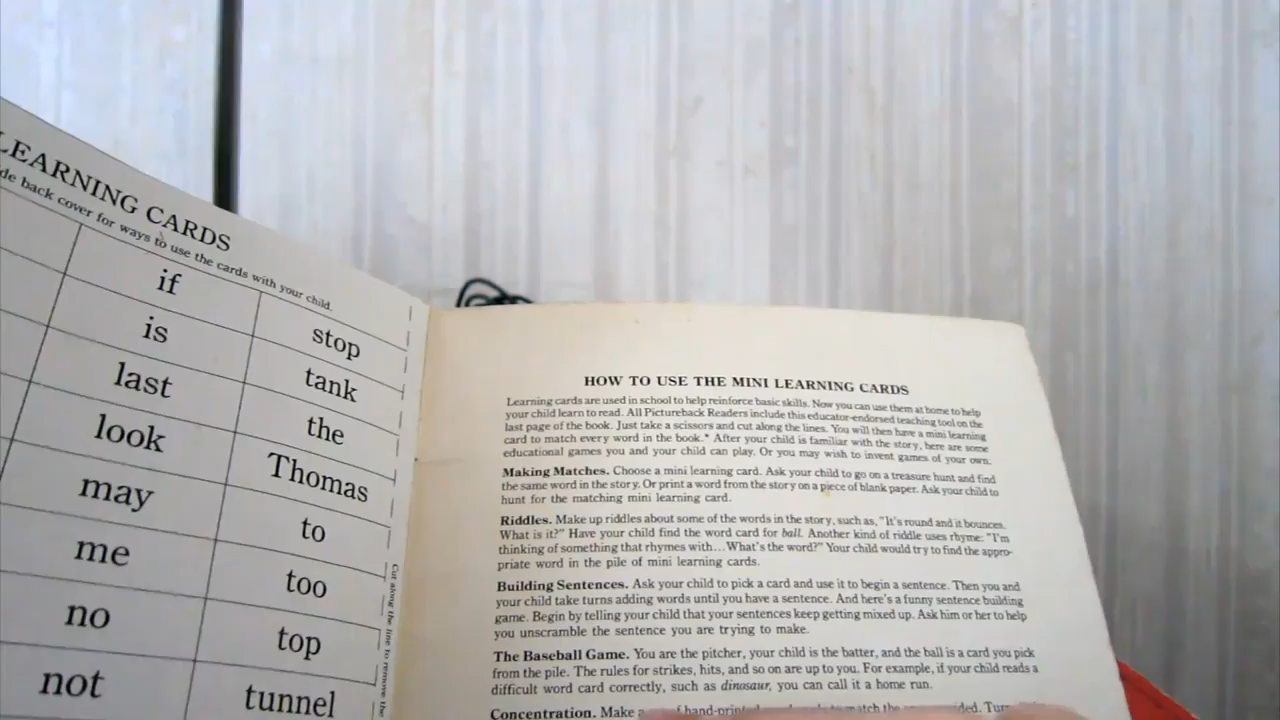 LEARNING CARDS
de back cover for ways to use the cards with your child.
if
is
last
look
may
me
no
not
stop
tank
the
Thomas
to
too
top
tunnel
Cut along the line to remove the
HOW TO USE THE MINI LEARNING CARDS
Learning cards are used in school to help reinforce basic skills. Now you can use them at home to help
your child learn to read. All Pictureback Readers include this educator-endorsed teaching tool on the
last page of the book. Just take a scissors and cut along the lines. You will then have a mini learning
card to match every word in the book.* After your child is familiar with the story, here are some
educational games you and your child can play. Or you may wish to invent games of your own.
Making Matches. Choose a mini learning card. Ask your child to go on a treasure hunt and find
the same word in the story. Or print a word from the story on a piece of blank paper. Ask your child to
hunt for the matching mini learning card.
Riddles. Make up riddles about some of the words in the story, such as, "It's round and it bounces.
What is it?" Have your child find the word card for ball. Another kind of riddle uses rhyme: "I'm
thinking of something that rhymes with...What's the word?" Your child would try to find the appro-
priate word in the pile of mini learning cards.
Building Sentences. Ask your child to pick a card and use it to begin a sentence. Then you and
your child take turns adding words until you have a sentence. And here's a funny sentence building
game. Begin by telling your child that your sentences keep getting mixed up. Ask him or her to help
you unscramble the sentence you are trying to make.
The Baseball Game. You are the pitcher, your child is the batter, and the ball is a card you pick
from the pile. The rules for strikes, hits, and so on are up to you. For example, if your child reads a
difficult word card correctly, such as dinosaur, you can call it a home run.
Concentration. Make a of hand-printed to match the